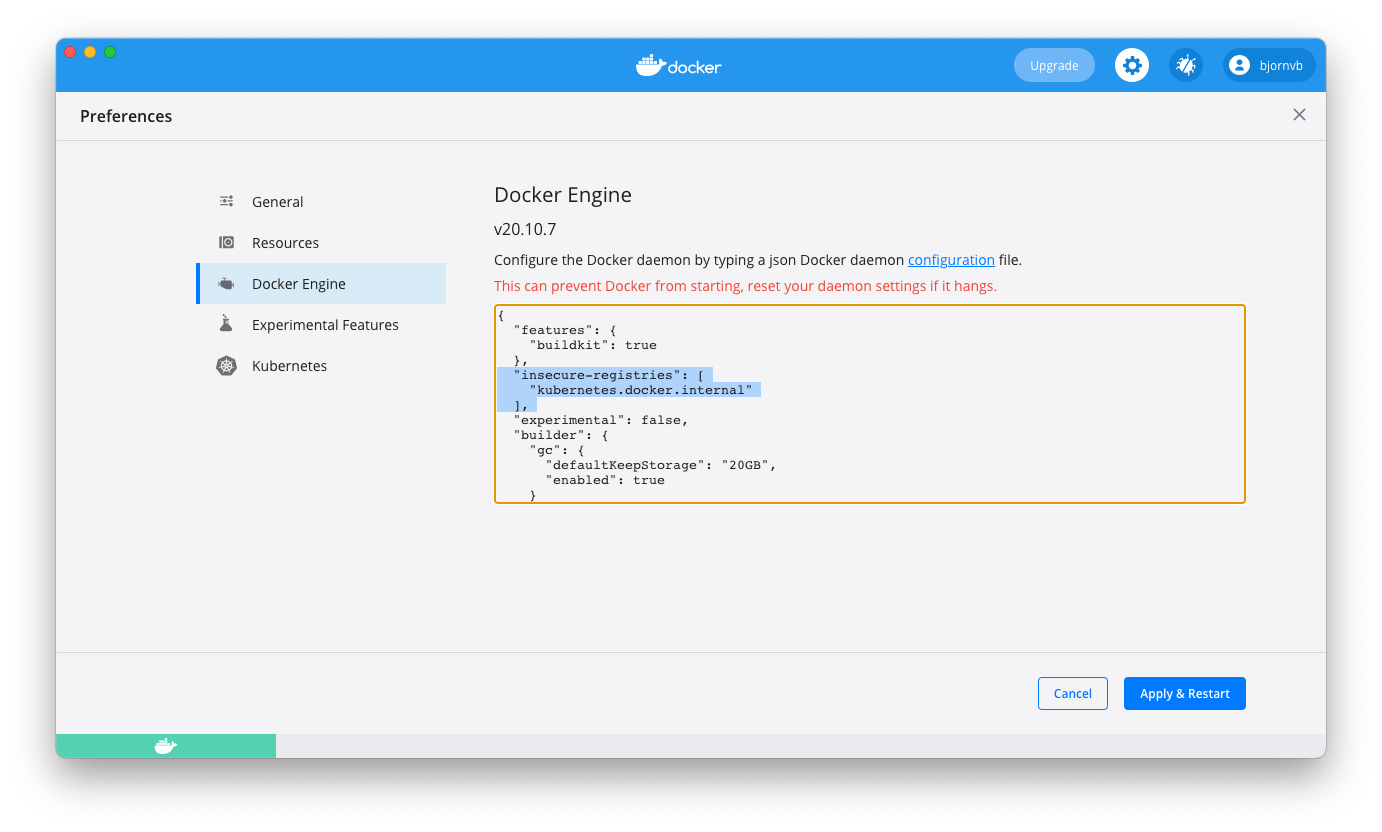 docker
Upgrade
bjornvb
Preferences
General
Resources
Docker Engine
Experimental Features
Kubernetes
Docker Engine
v20.10.7
Configure the Docker daemon by typing a json Docker daemon configuration file.
This can prevent Docker from starting, reset your daemon settings if it hangs.
{
  "features": {
    "buildkit": true
  },
  "insecure-registries": [
    "kubernetes.docker.internal"
  ],
  "experimental": false,
  "builder": {
    "gc": {
      "defaultKeepStorage": "20GB",
      "enabled": true
    }
Cancel
Apply & Restart